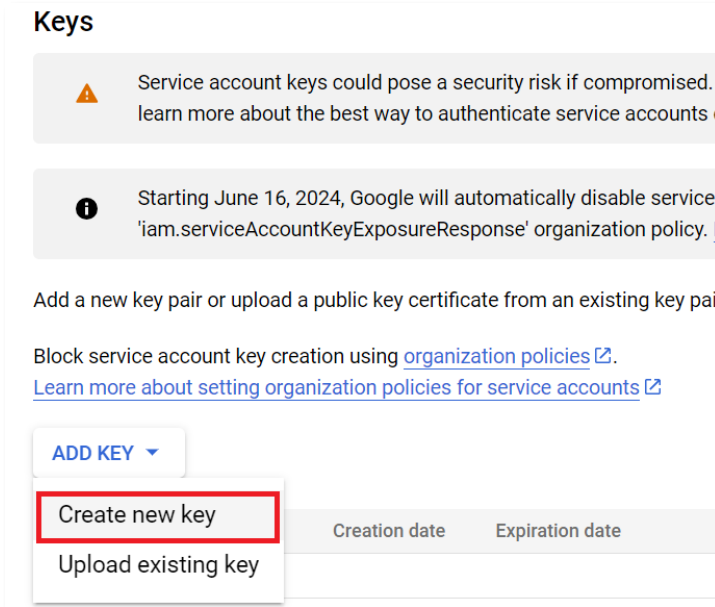 Keys
Service account keys could pose a security risk if compromised.
learn more about the best way to authenticate service accounts
Starting June 16, 2024, Google will automatically disable service
'iam.serviceAccountKeyExposureResponse' organization policy.
Add a new key pair or upload a public key certificate from an existing key pai
Block service account key creation using organization policies.
Learn more about setting organization policies for service accounts
ADD KEY
Create new key
Creation date Expiration date
Upload existing key